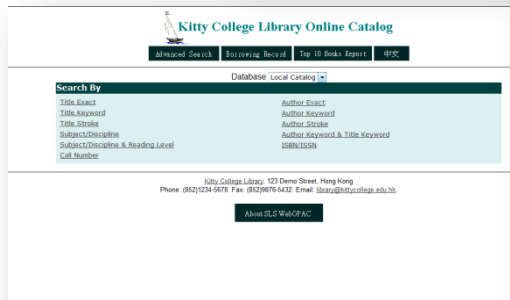 Kitty College Library Online Catalog
Advanced Search Borrowing Record Top 10 Books Report 中文
Database Local Catalog
Search By
Title Exact Author Exact
Title Keyword Author Keyword
Title Stroke Author Stroke
Subject/Discipline Author Keyword & Title Keyword
Subject/Discipline & Reading Level ISBN/ISSN
Call Number
Kitty College Library. 123 Demo Street, Hong Kong
Phone: (852)1234-5678. Fax: (852)9876-5432. Email: library@kittycollege.edu.hk.
About SLS WebOPAC